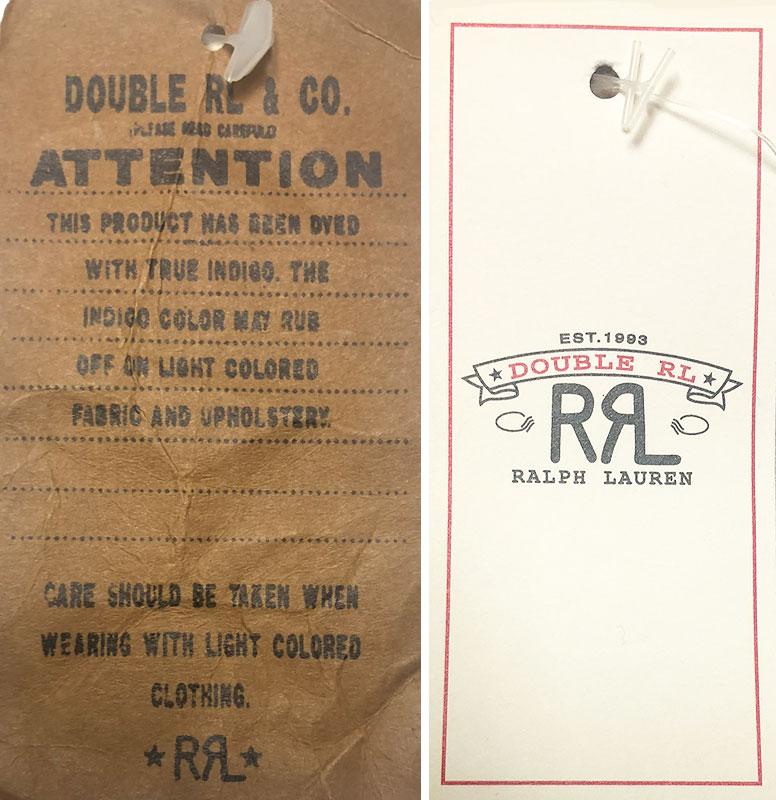 DOUBLE RL & CO.
(PLEASE READ CAREFULLY)
ATTENTION
THIS PRODUCT HAS BEEN DYED
WITH TRUE INDIGO. THE
INDIGO COLOR MAY RUB
OFF ON LIGHT COLORED
FABRIC AND UPHOLSTERY.
CARE SHOULD BE TAKEN WHEN
WEARING WITH LIGHT COLORED
CLOTHING.
★RRL★
EST.1993
★DOUBLE RL★
RRL
RALPH LAUREN